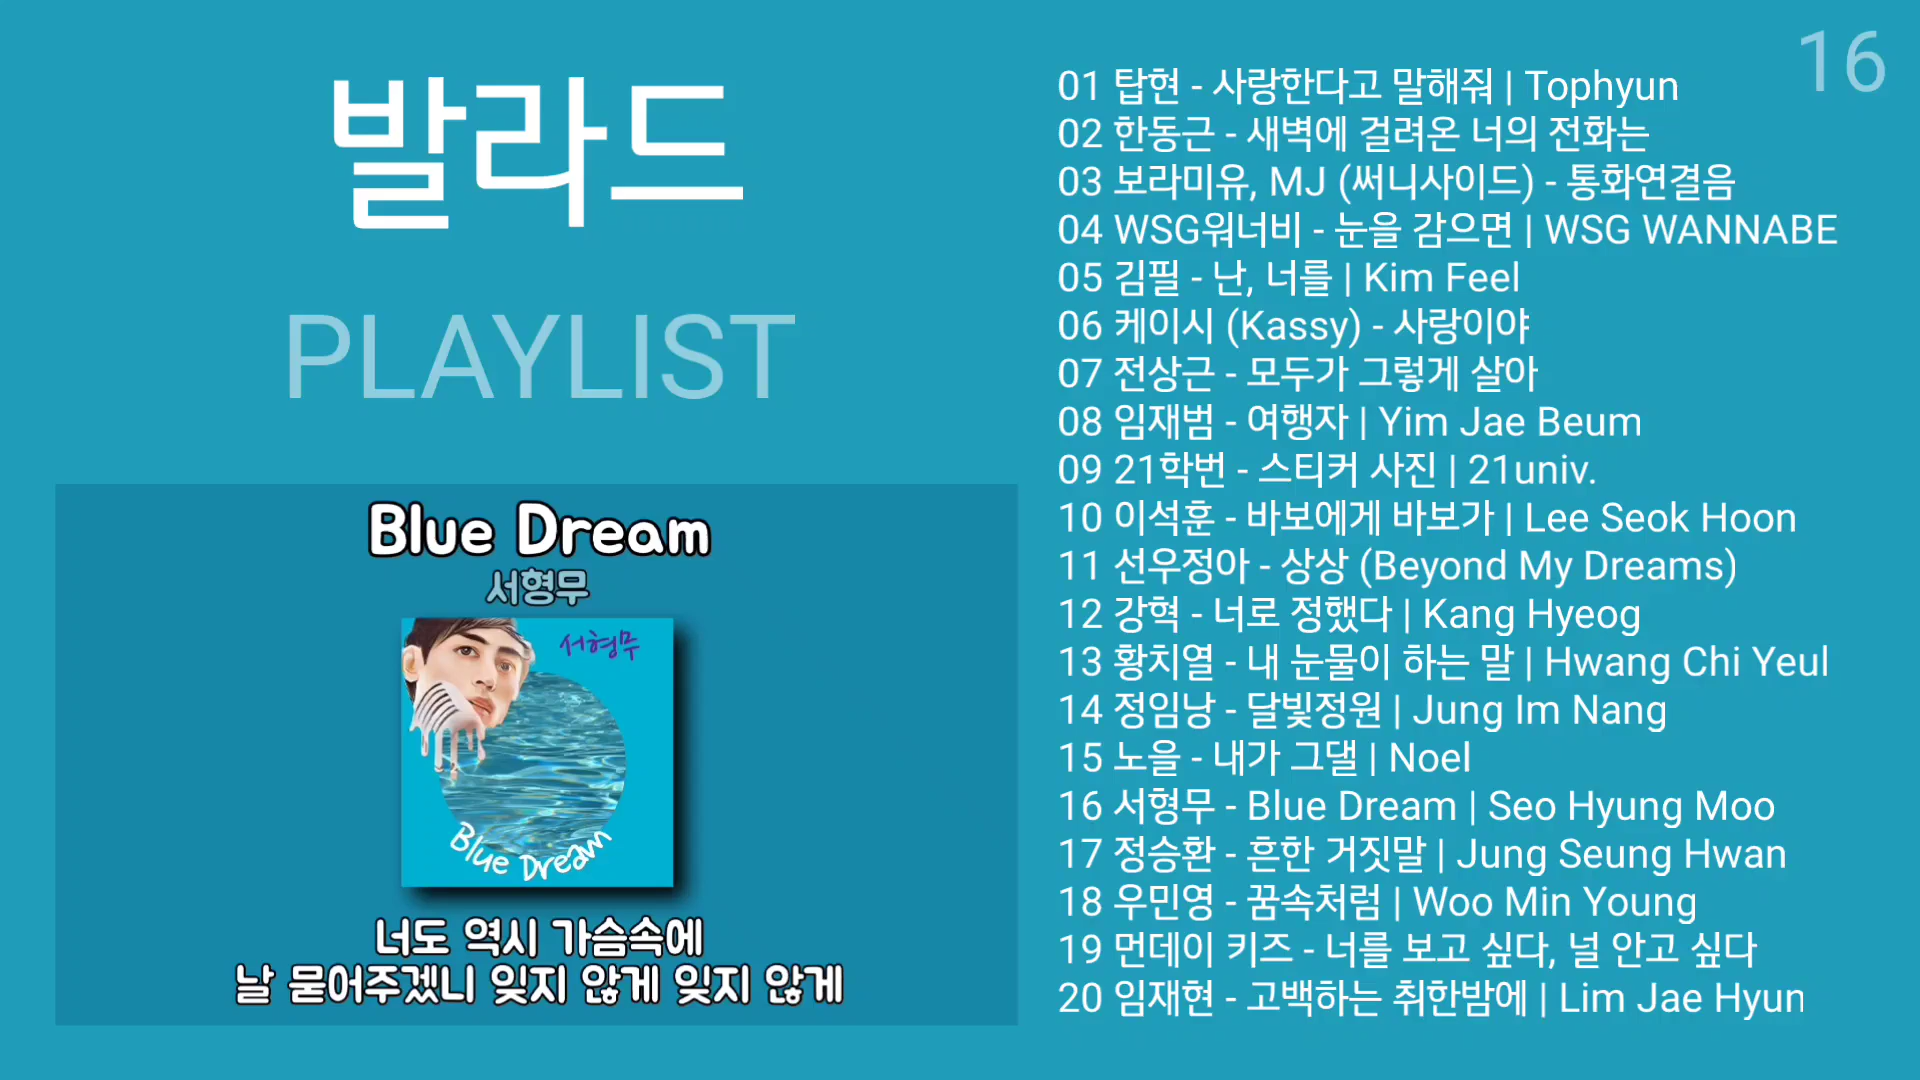 발라드
PLAYLIST
16
Blue Dream
서형무
서형무
Blue Dream
너도 역시 가슴속에
날 묻어주겠니 잊지 않게 잊지 않게
01 탑현 - 사랑한다고 말해줘 | Tophyun
02 한동근 - 새벽에 걸려온 너의 전화는
03 보라미유, MJ (써니사이드) - 통화연결음
04 WSG워너비 - 눈을 감으면 | WSG WANNABE
05 김필 - 난, 너를 | Kim Feel
06 케이시 (Kassy) - 사랑이야
07 전상근 - 모두가 그렇게 살아
08 임재범 - 여행자 | Yim Jae Beum
09 21학번 - 스티커 사진 | 21univ.
10 이석훈 - 바보에게 바보가 | Lee Seok Hoon
11 선우정아 - 상상 (Beyond My Dreams)
12 강혁 - 너로 정했다 | Kang Hyeog
13 황치열 - 내 눈물이 하는 말 | Hwang Chi Yeul
14 정임낭 - 달빛정원 | Jung Im Nang
15 노을 - 내가 그댈 | Noel
16 서형무 - Blue Dream | Seo Hyung Moo
17 정승환 - 흔한 거짓말 | Jung Seung Hwan
18 우민영 - 꿈속처럼 | Woo Min Young
19 먼데이 키즈 - 너를 보고 싶다, 널 안고 싶다
20 임재현 - 고백하는 취한밤에 | Lim Jae Hyun